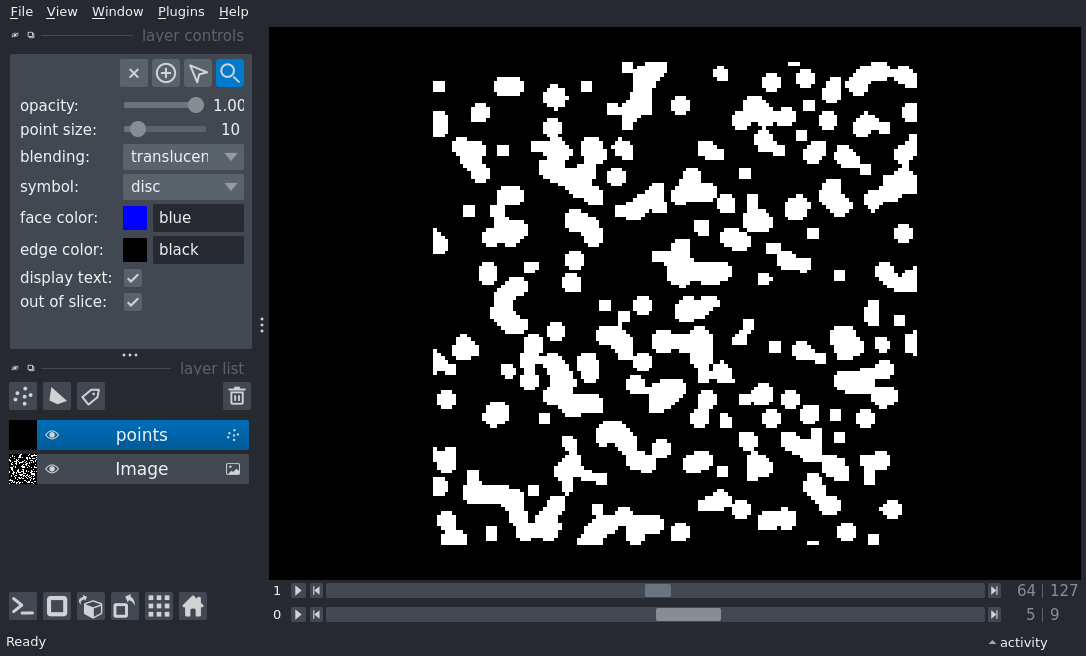 File View Window Plugins Help
layer controls
opacity: 1.00
point size: 10
blending: translucen
symbol: disc
face color: blue
edge color: black
display text:
out of slice:
layer list
points
Image
1 64 | 127
0 5 | 9
Ready activity